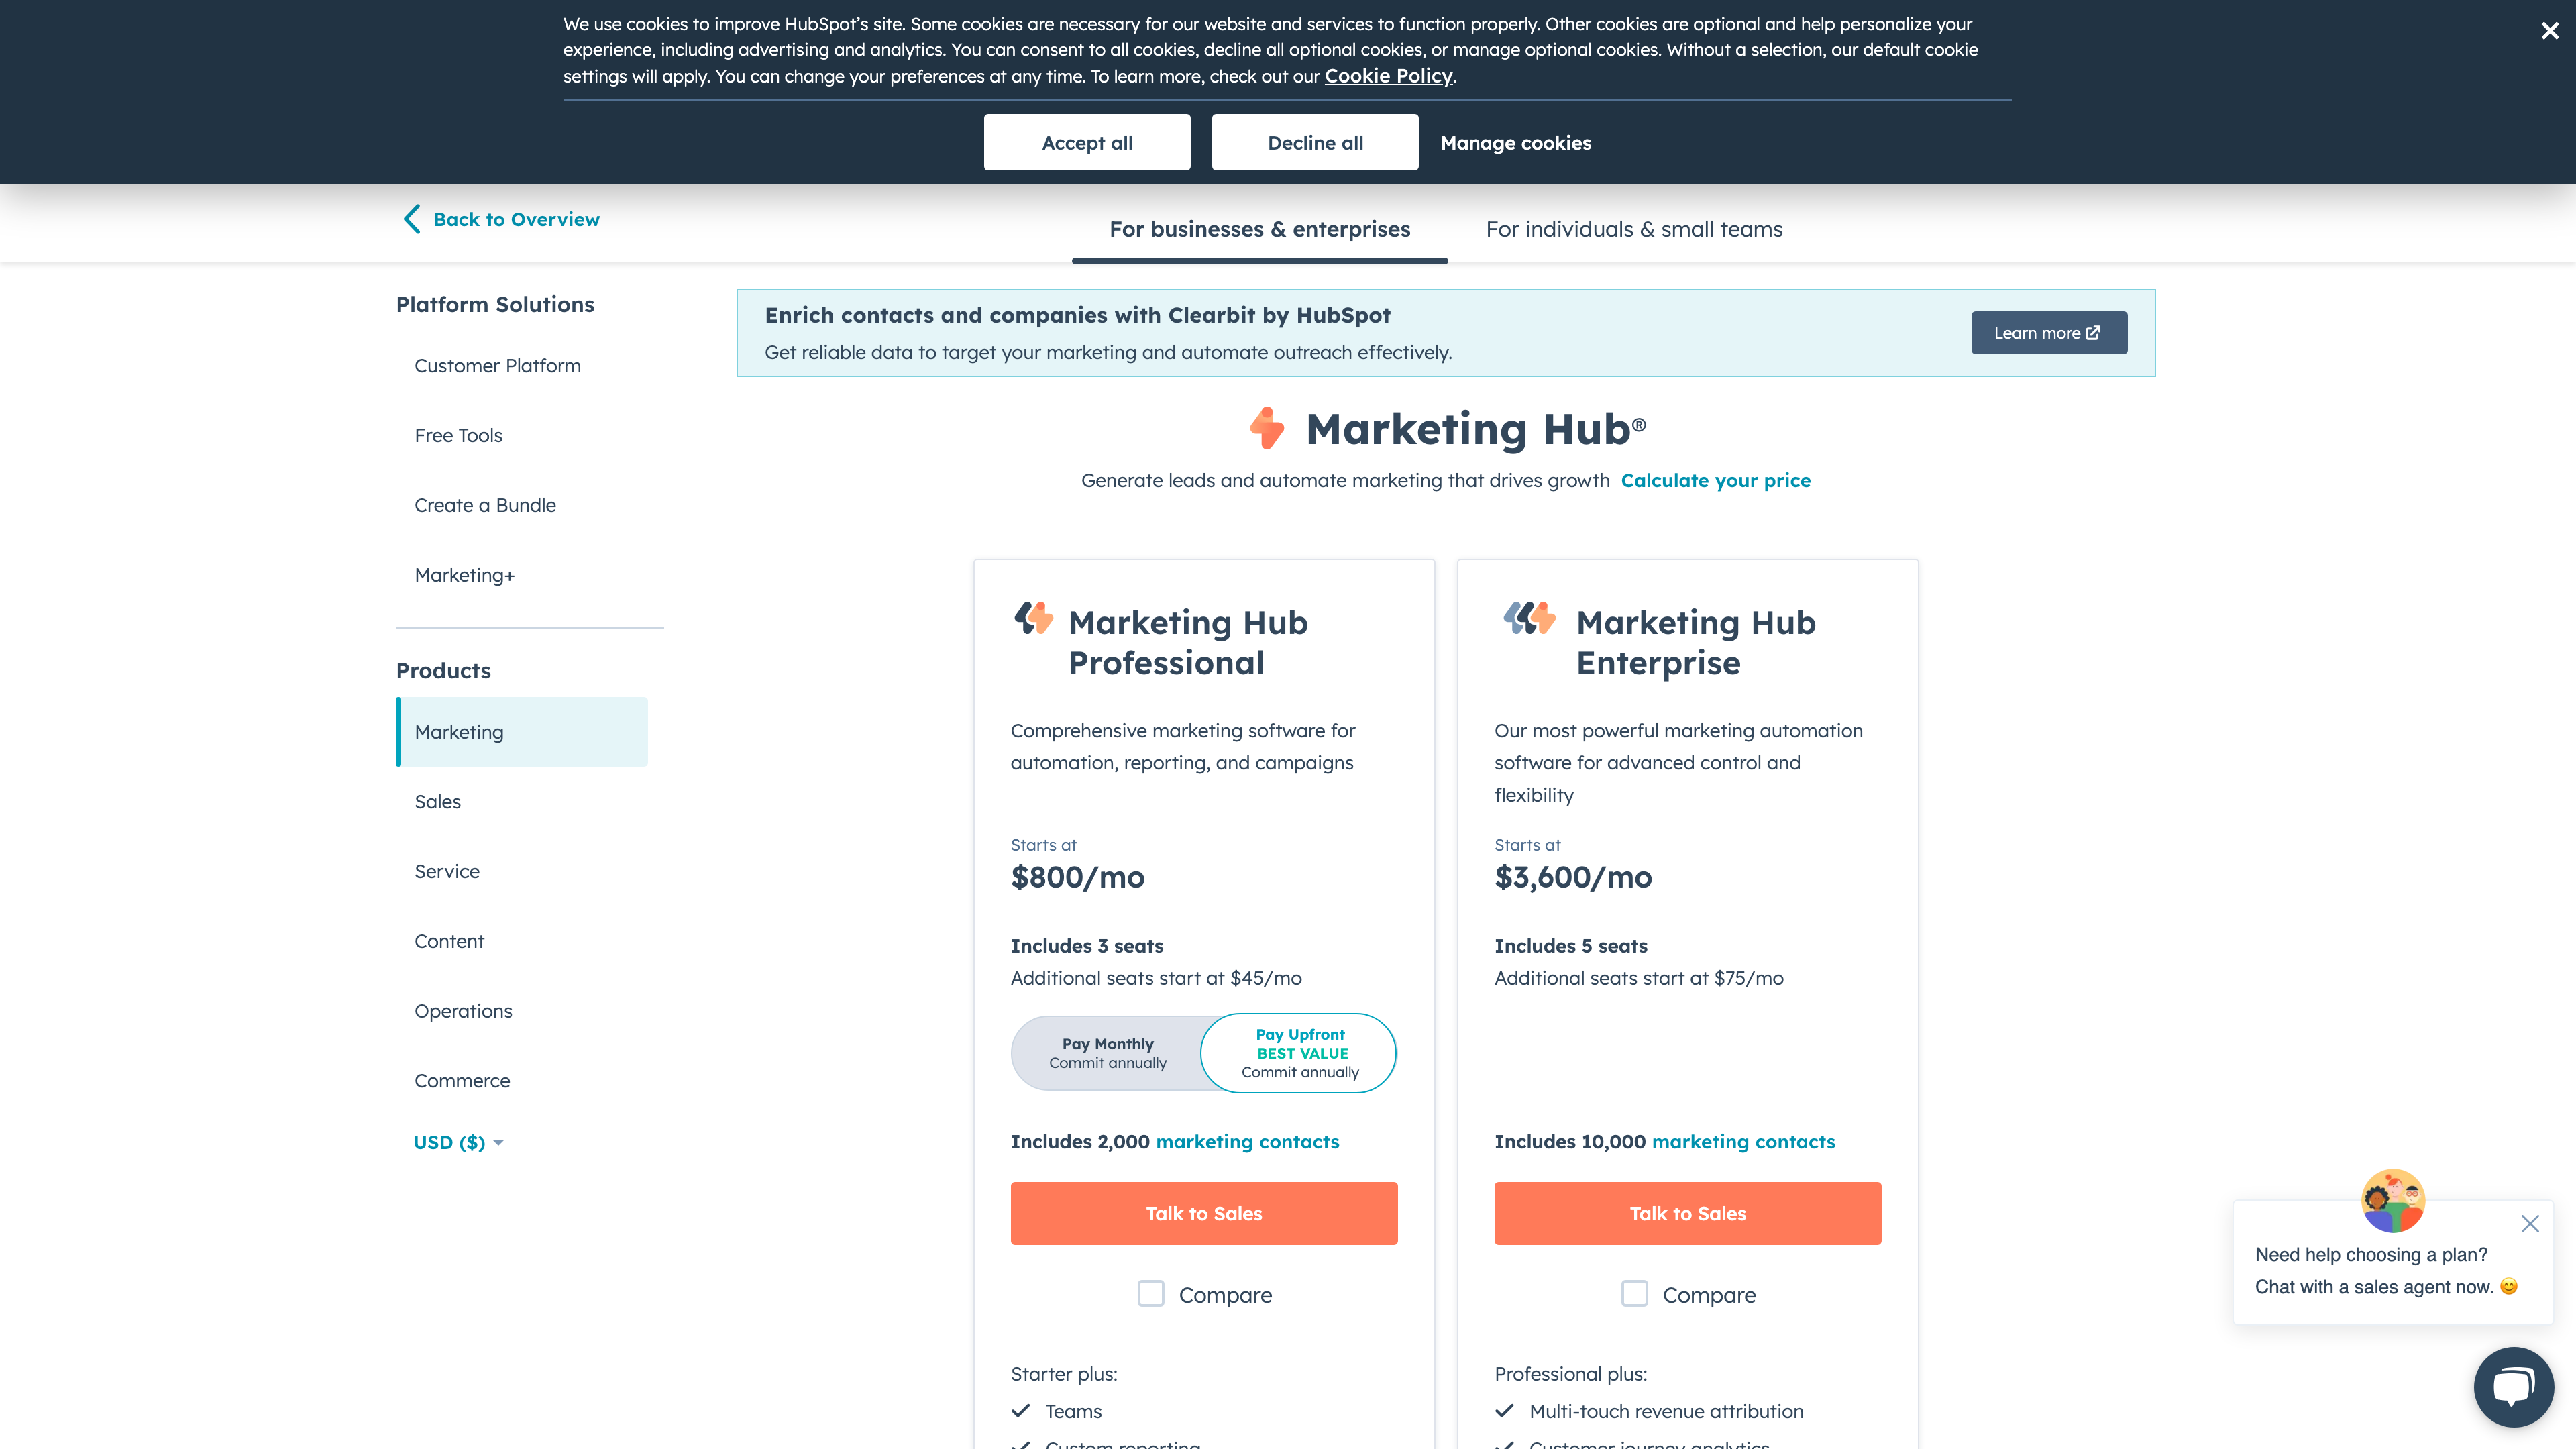 We use cookies to improve HubSpot’s site. Some cookies are necessary for our website and services to function properly. Other cookies are optional and help personalize your
experience, including advertising and analytics. You can consent to all cookies, decline all optional cookies, or manage optional cookies. Without a selection, our default cookie
settings will apply. You can change your preferences at any time. To learn more, check out our Cookie Policy.
Accept all
Decline all
Manage cookies
Back to Overview
For businesses & enterprises
For individuals & small teams
Platform Solutions
Customer Platform
Free Tools
Create a Bundle
Marketing+
Products
Marketing
Sales
Service
Content
Operations
Commerce
USD ($)
Enrich contacts and companies with Clearbit by HubSpot
Get reliable data to target your marketing and automate outreach effectively.
Learn more
Marketing Hub®
Generate leads and automate marketing that drives growth Calculate your price
Marketing Hub
Professional
Comprehensive marketing software for
automation, reporting, and campaigns
Starts at
$800/mo
Includes 3 seats
Additional seats start at $45/mo
Pay Monthly
Commit annually
Pay Upfront
BEST VALUE
Commit annually
Includes 2,000 marketing contacts
Talk to Sales
Compare
Starter plus:
Teams
Custom reporting
Marketing Hub
Enterprise
Our most powerful marketing automation
software for advanced control and
flexibility
Starts at
$3,600/mo
Includes 5 seats
Additional seats start at $75/mo
Includes 10,000 marketing contacts
Talk to Sales
Compare
Professional plus:
Multi-touch revenue attribution
Customer journey analytics
Need help choosing a plan?
Chat with a sales agent now. 😊